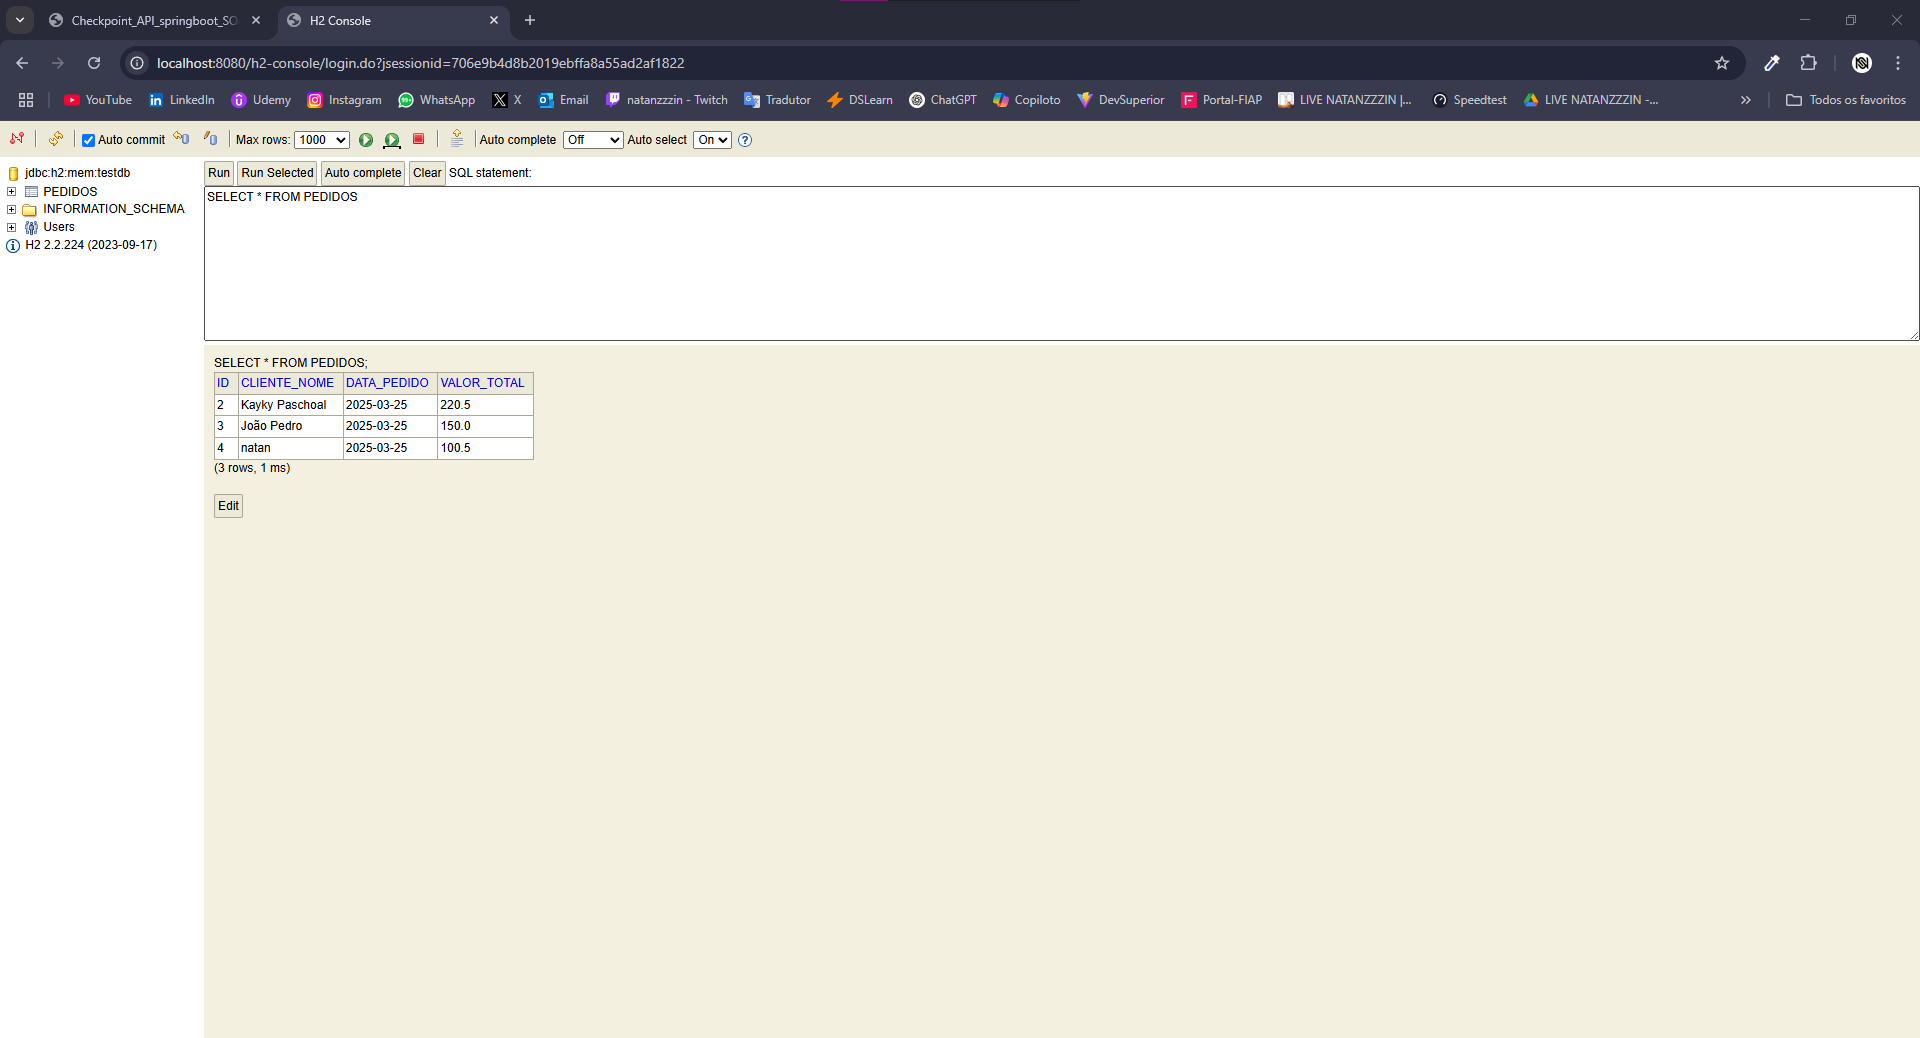 Checkpoint_API_springboot_SO
H2 Console
localhost:8080/h2-console/login.do?jsessionid=706e9b4d8b2019ebffa8a55ad2af1822
YouTube LinkedIn Udemy Instagram WhatsApp X Email natanzzzin - Twitch Tradutor DSLearn ChatGPT Copiloto DevSuperior Portal-FIAP LIVE NATANZZZIN |... Speedtest LIVE NATANZZZIN -... Todos os favoritos
Auto commit Max rows: 1000 Auto complete Off Auto select On
jdbc:h2:mem:testdb
PEDIDOS
INFORMATION_SCHEMA
Users
H2 2.2.224 (2023-09-17)
Run Run Selected Auto complete Clear SQL statement:
SELECT * FROM PEDIDOS
SELECT * FROM PEDIDOS;
ID CLIENTE_NOME DATA_PEDIDO VALOR_TOTAL
2 Kayky Paschoal 2025-03-25 220.5
3 João Pedro 2025-03-25 150.0
4 natan 2025-03-25 100.5
(3 rows, 1 ms)
Edit